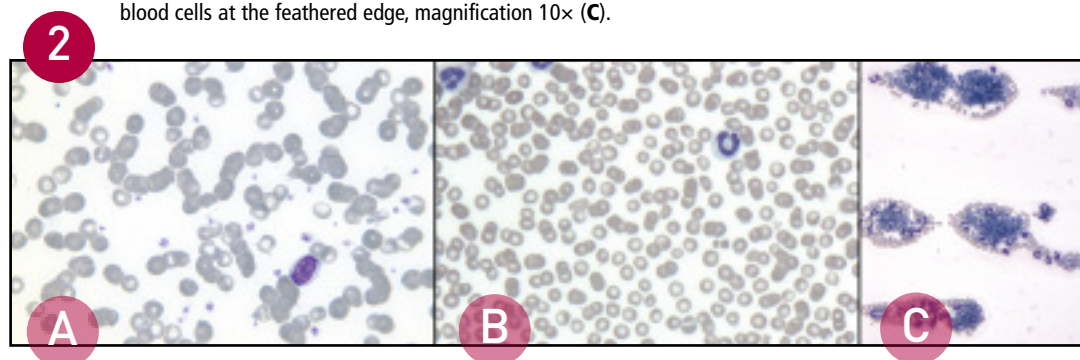 blood cells at the feathered edge, magnification 10× (C).
2
A
B
C